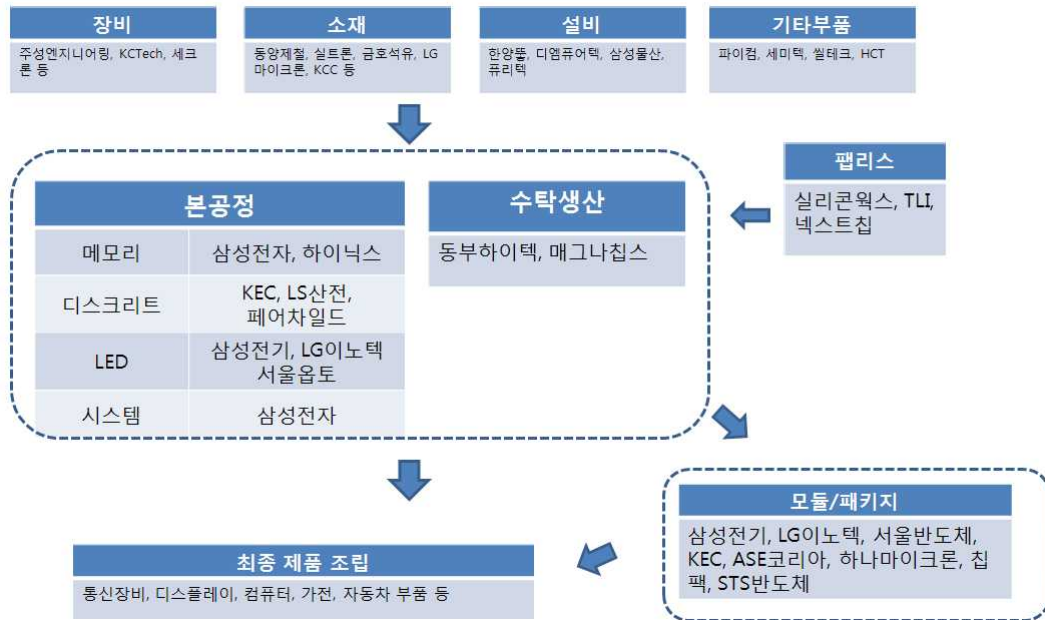 장비
주성엔지니어링, KCTech, 세크
론 등
소재
동양제철, 실트론, 금호석유, LG
마이크론, KCC 등
설비
한양뚫, 디엠퓨어텍, 삼성물산,
퓨리텍
기타부품
파이컴, 세미텍, 씰테크, HCT
팹리스
실리콘웍스, TLI,
넥스트칩
본공정
메모리
삼성전자, 하이닉스
디스크리트
KEC, LS산전,
페어차일드
LED
삼성전기, LG이노텍
서울옵토
시스템
삼성전자
수탁생산
동부하이텍, 매그나칩스
모듈/패키지
삼성전기, LG이노텍, 서울반도체,
KEC, ASE코리아, 하나마이크론, 칩
팩, STS반도체
최종 제품 조립
통신장비, 디스플레이, 컴퓨터, 가전, 자동차 부품 등